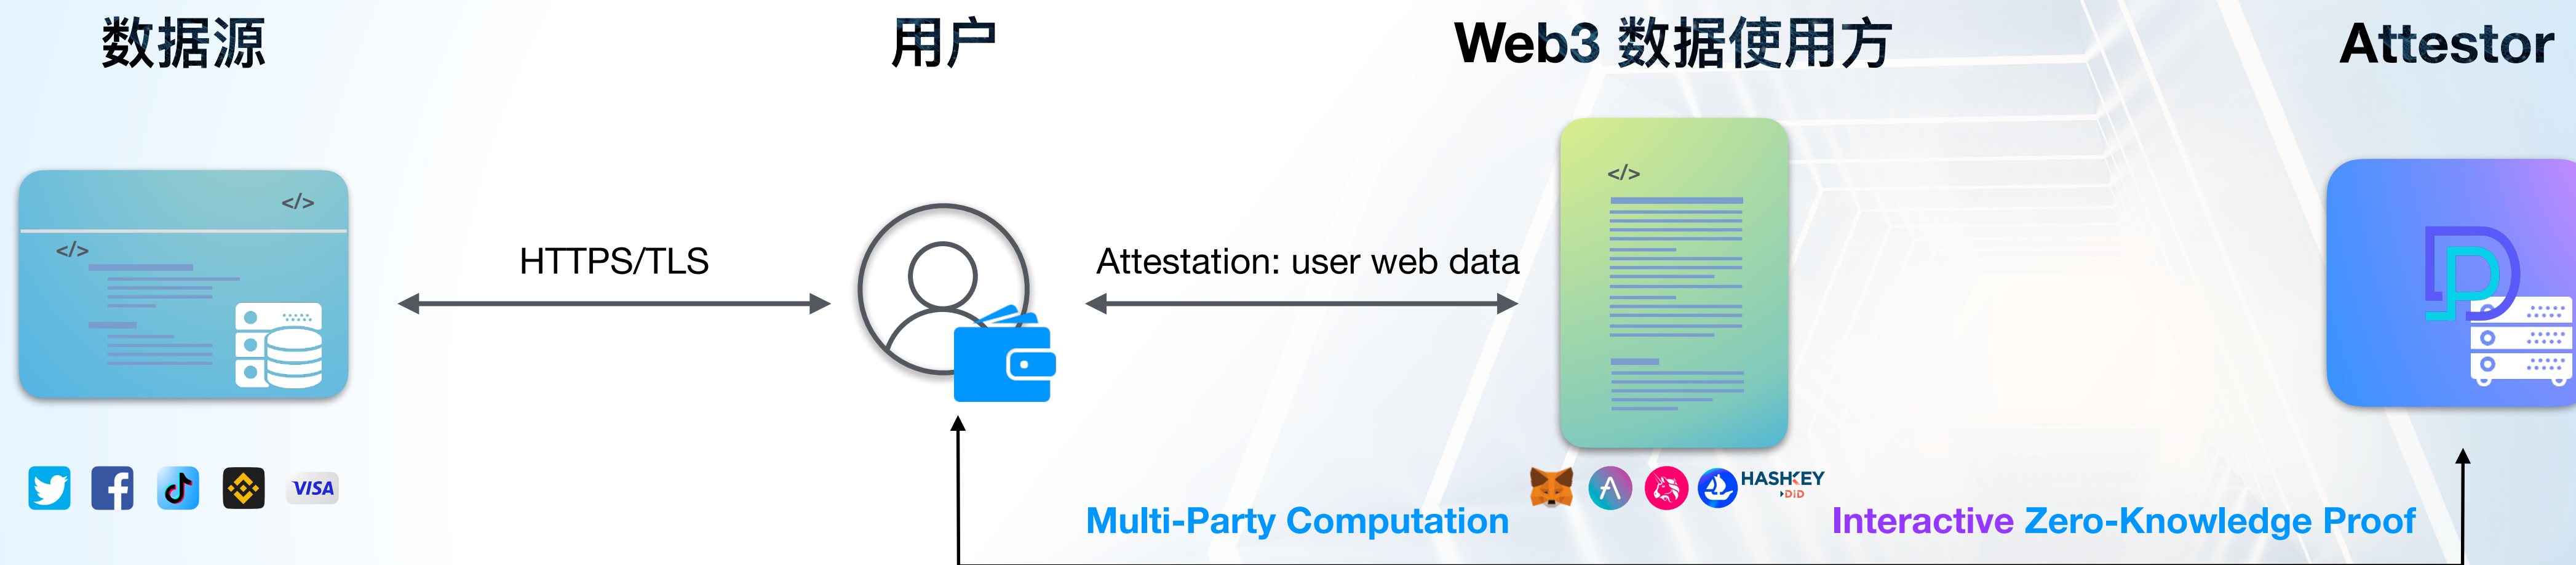 数据源
用户
Web3 数据使用方
Attestor
</>
</>
HTTPS/TLS
Attestation: user web data
</>
VISA
HASHKEY
DID
Multi-Party Computation
Interactive Zero-Knowledge Proof